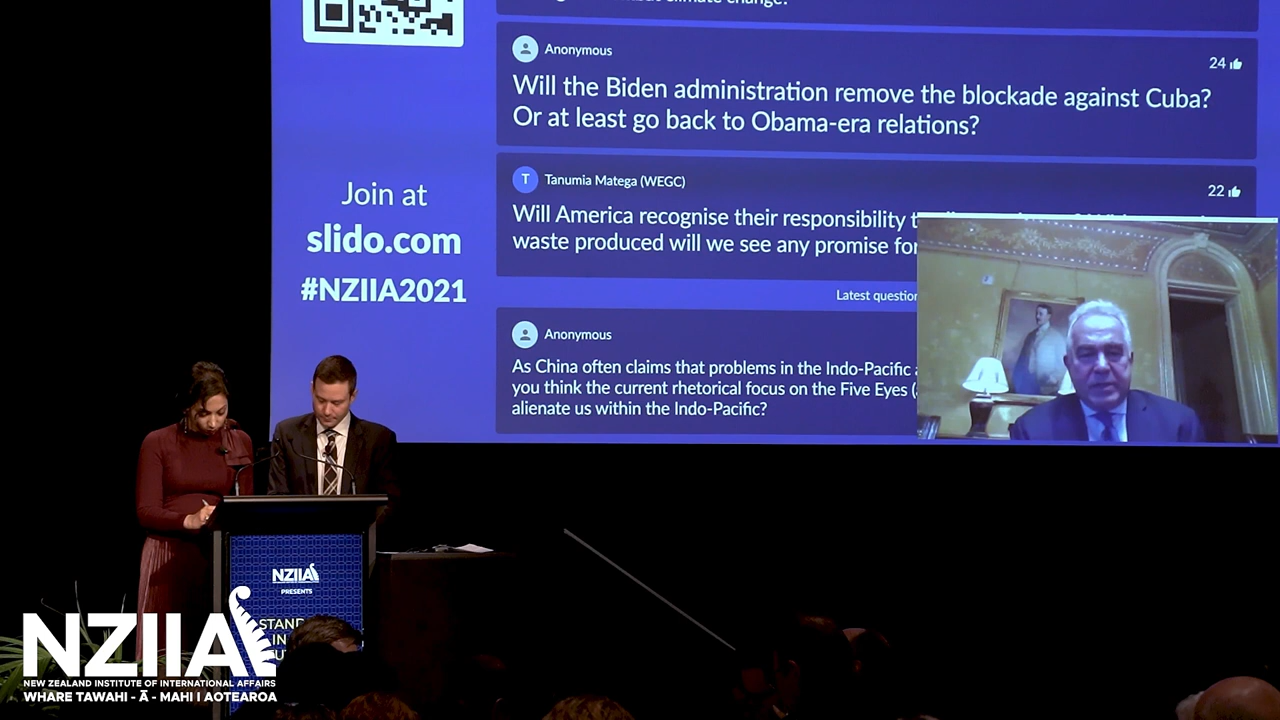 Anonymous
24
Will the Biden administration remove the blockade against Cuba?
Or at least go back to Obama-era relations?
T Tanumia Matega (WEGC)
22
Will America recognise their responsibility
waste produced will we see any promise for
Join at
slido.com
#NZIIA2021
Anonymous
As China often claims that problems in the Indo-Pacific
you think the current rhetorical focus on the Five Eyes
alienate us within the Indo-Pacific?
NZIIA
PRESENTS
IN
NZIIA
NEW ZEALAND INSTITUTE OF INTERNATIONAL AFFAIRS
WHARE TAWAHI - Ā - MAHI I AOTEAROA